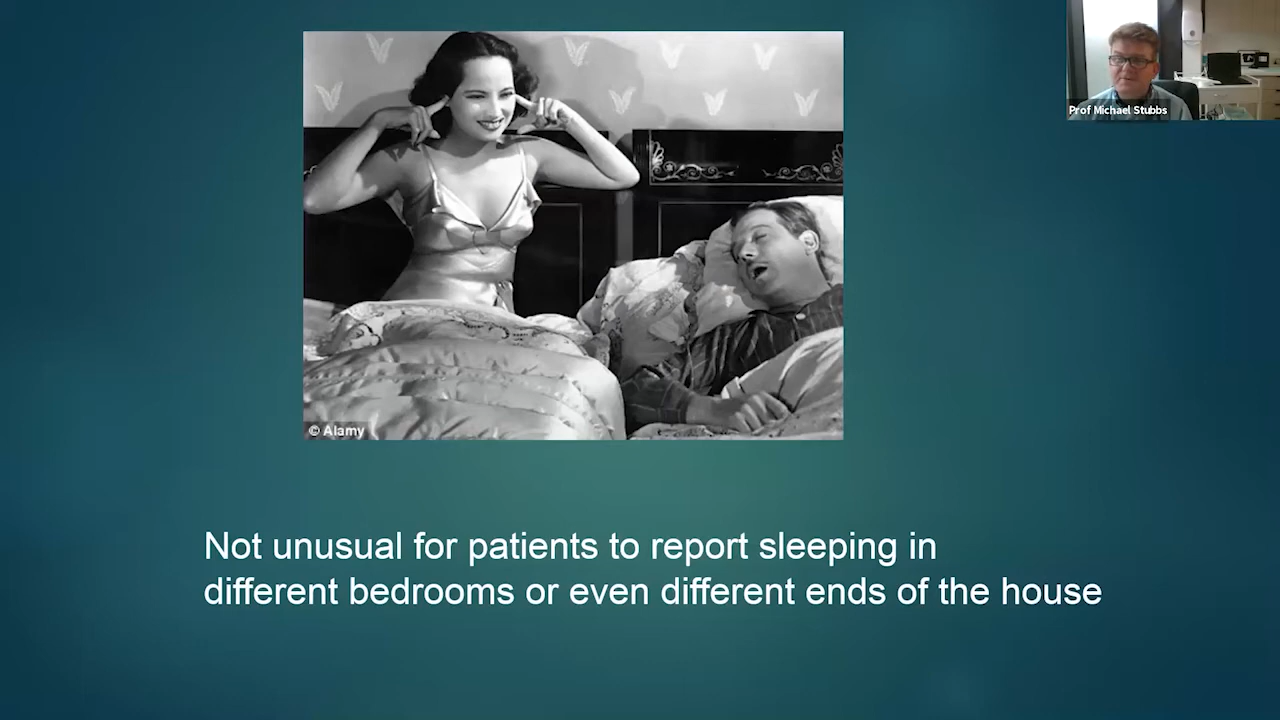 Prof Michael Stubbs
© Alamy
Not unusual for patients to report sleeping in
different bedrooms or even different ends of the house